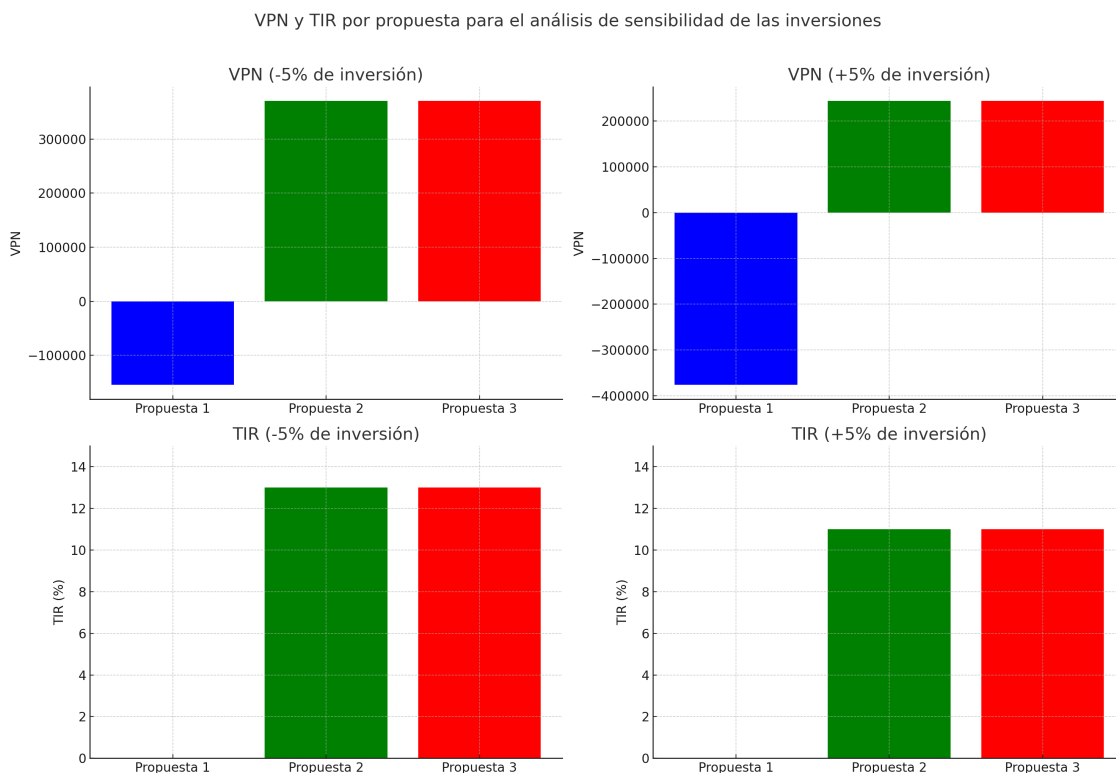 VPN y TIR por propuesta para el análisis de sensibilidad de las inversiones
VPN (-5% de inversión)
VPN
300000
200000
100000
0
−100000
Propuesta 1 Propuesta 2 Propuesta 3
VPN (+5% de inversión)
VPN
200000
100000
0
−100000
−200000
−300000
−400000
Propuesta 1 Propuesta 2 Propuesta 3
TIR (-5% de inversión)
TIR (%)
14
12
10
8
6
4
2
0
Propuesta 1 Propuesta 2 Propuesta 3
TIR (+5% de inversión)
TIR (%)
14
12
10
8
6
4
2
0
Propuesta 1 Propuesta 2 Propuesta 3